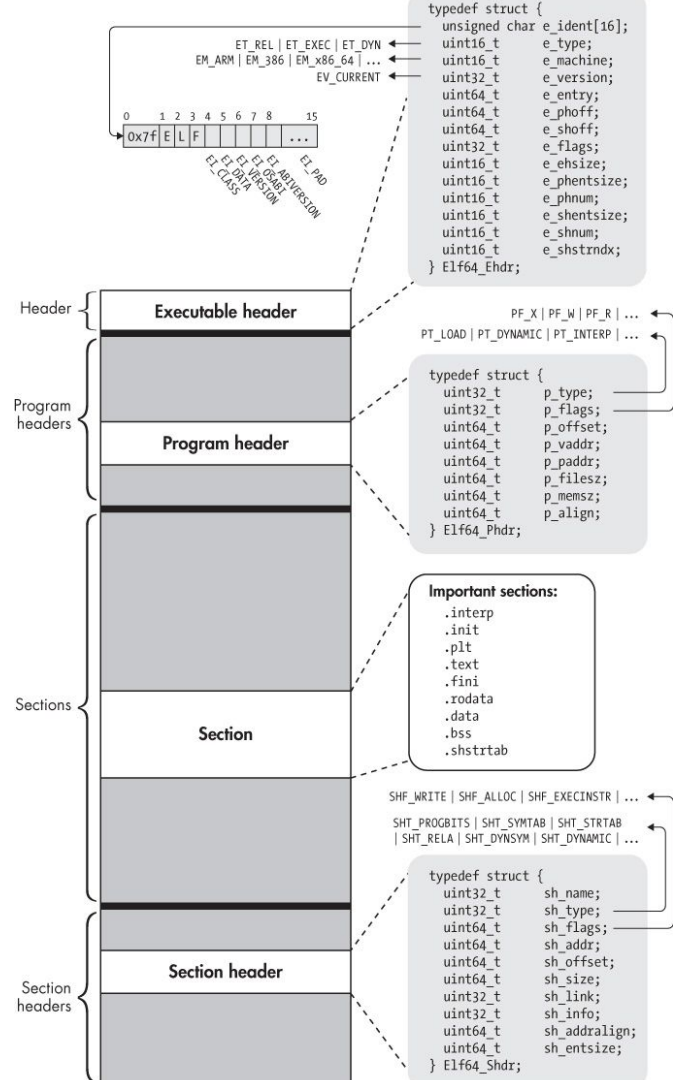 typedef struct {
unsigned char e_ident[16];
uint16_t e_type;
uint16_t e_machine;
uint32_t e_version;
uint64_t e_entry;
uint64_t e_phoff;
uint64_t e_shoff;
uint32_t e_flags;
uint16_t e_ehsize;
uint16_t e_phentsize;
uint16_t e_phnum;
uint16_t e_shentsize;
uint16_t e_shnum;
uint16_t e_shstrndx;
} Elf64_Ehdr;
ET_REL | ET_EXEC | ET_DYN
EM_ARM | EM_386 | EM_x86_64 | ...
EV_CURRENT
0 1 2 3 4 5 6 7 8 15
0x7f E L F ...
EI_CLASS
EI_DATA
EI_VERSION
EI_OSABI
EI_ABIVERSION
EI_PAD
Header
Executable header
PF_X | PF_W | PF_R | ...
PT_LOAD | PT_DYNAMIC | PT_INTERP | ...
Program headers
Program header
typedef struct {
uint32_t p_type;
uint32_t p_flags;
uint64_t p_offset;
uint64_t p_vaddr;
uint64_t p_paddr;
uint64_t p_filesz;
uint64_t p_memsz;
uint64_t p_align;
} Elf64_Phdr;
Sections
Section
Important sections:
.interp
.init
.plt
.text
.fini
.rodata
.data
.bss
.shstrtab
SHF_WRITE | SHF_ALLOC | SHF_EXECINSTR | ...
SHT_PROGBITS | SHT_SYMTAB | SHT_STRTAB
| SHT_RELA | SHT_DYNSYM | SHT_DYNAMIC | ...
Section headers
Section header
typedef struct {
uint32_t sh_name;
uint32_t sh_type;
uint64_t sh_flags;
uint64_t sh_addr;
uint64_t sh_offset;
uint64_t sh_size;
uint32_t sh_link;
uint32_t sh_info;
uint64_t sh_addralign;
uint64_t sh_entsize;
} Elf64_Shdr;